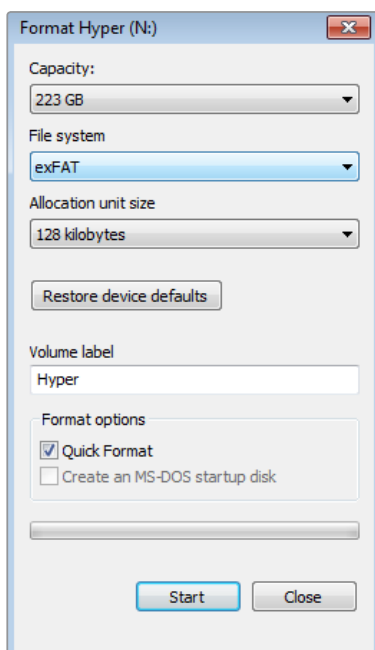 Format Hyper (N:)
Capacity:
223 GB
File system
exFAT
Allocation unit size
128 kilobytes
Restore device defaults
Volume label
Hyper
Format options
Quick Format
Create an MS-DOS startup disk
Start Close